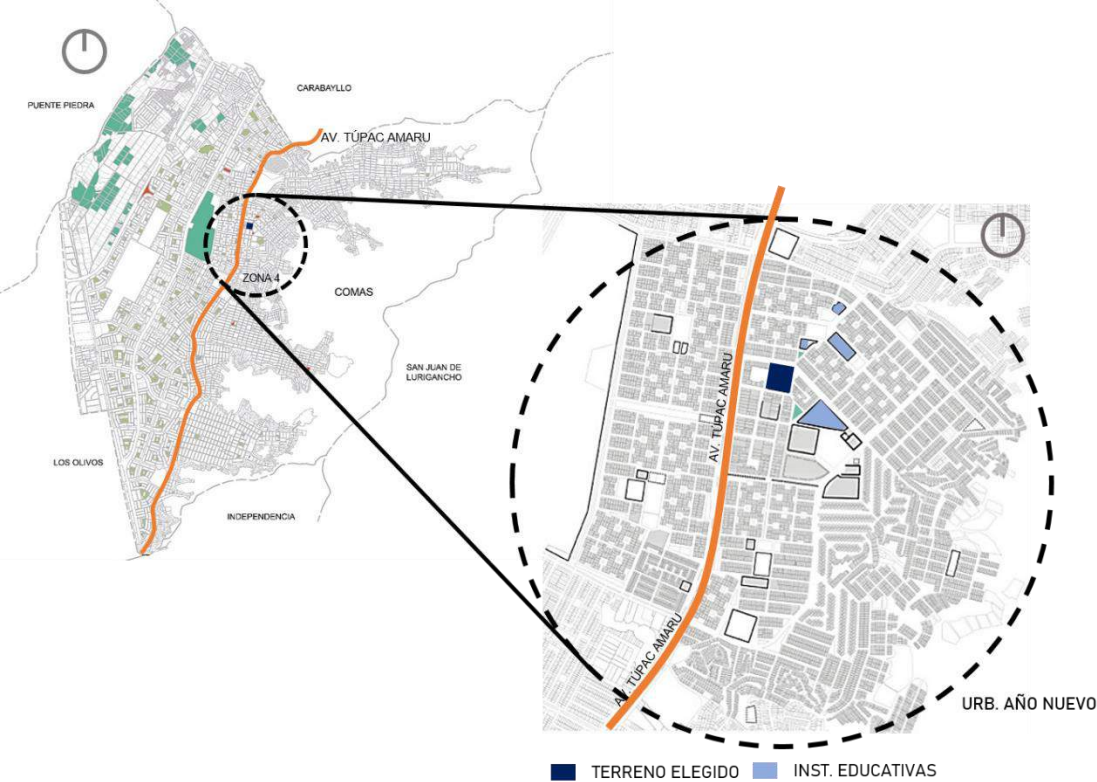 CARABAYLLO
PUENTE PIEDRA
AV. TÚPAC AMARU
ZONA 4
COMAS
SAN JUAN DE
LURIGANCHO
LOS OLIVOS
INDEPENDENCIA
AV. TÚPAC AMARU
AV. TÚPAC AMARU
URB. AÑO NUEVO
TERRENO ELEGIDO
INST. EDUCATIVAS